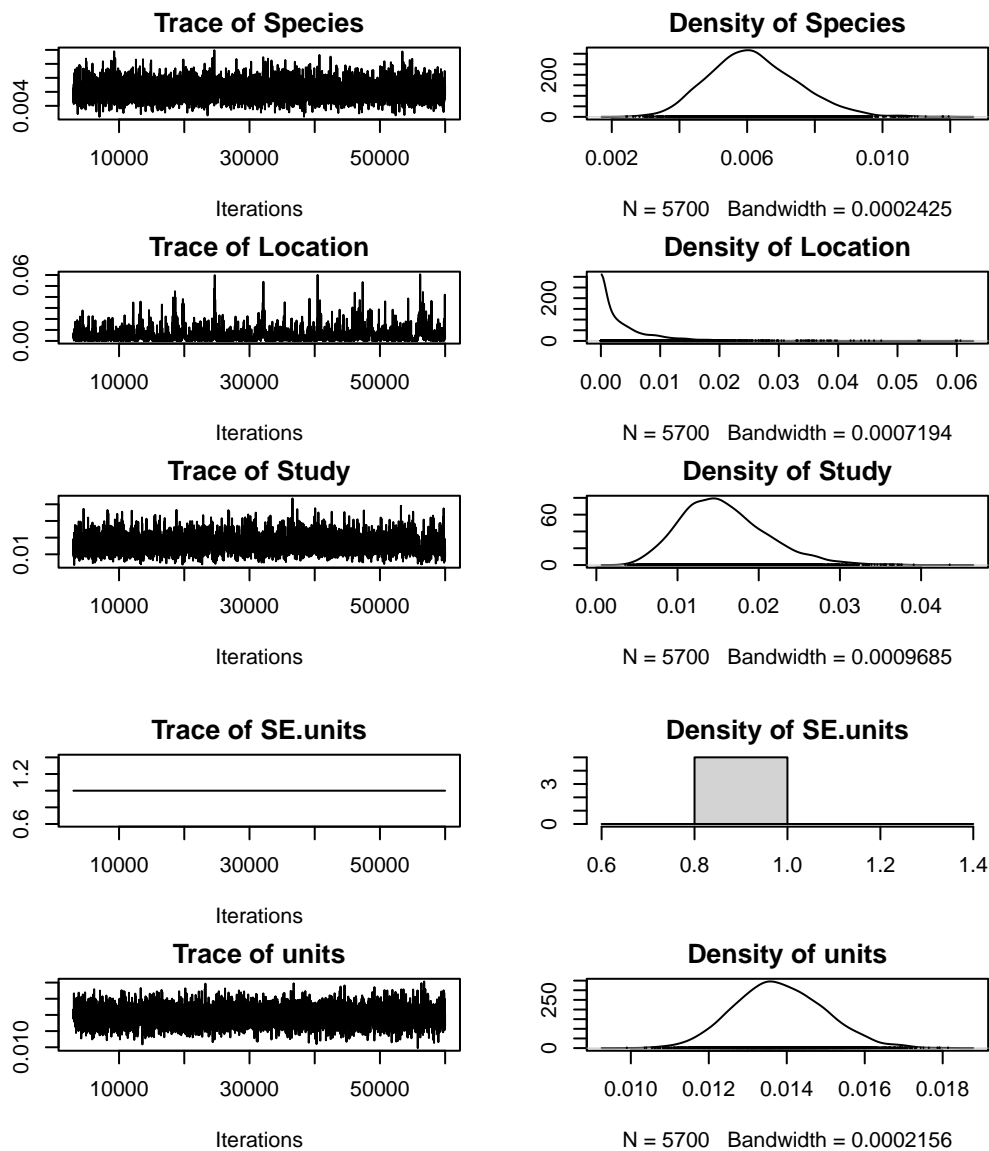 Trace of Species
0.004
10000 30000 50000
Iterations
Density of Species
0 200
0.002 0.006 0.010
N = 5700 Bandwidth = 0.0002425
Trace of Location
0.00 0.06
10000 30000 50000
Iterations
Density of Location
0 200
0.00 0.01 0.02 0.03 0.04 0.05 0.06
N = 5700 Bandwidth = 0.0007194
Trace of Study
0.01
10000 30000 50000
Iterations
Density of Study
0 60
0.00 0.01 0.02 0.03 0.04
N = 5700 Bandwidth = 0.0009685
Trace of SE.units
0.6 1.2
10000 30000 50000
Iterations
Density of SE.units
0 3
0.6 0.8 1.0 1.2 1.4
Trace of units
0.010
10000 30000 50000
Iterations
Density of units
0 250
0.010 0.012 0.014 0.016 0.018
N = 5700 Bandwidth = 0.0002156